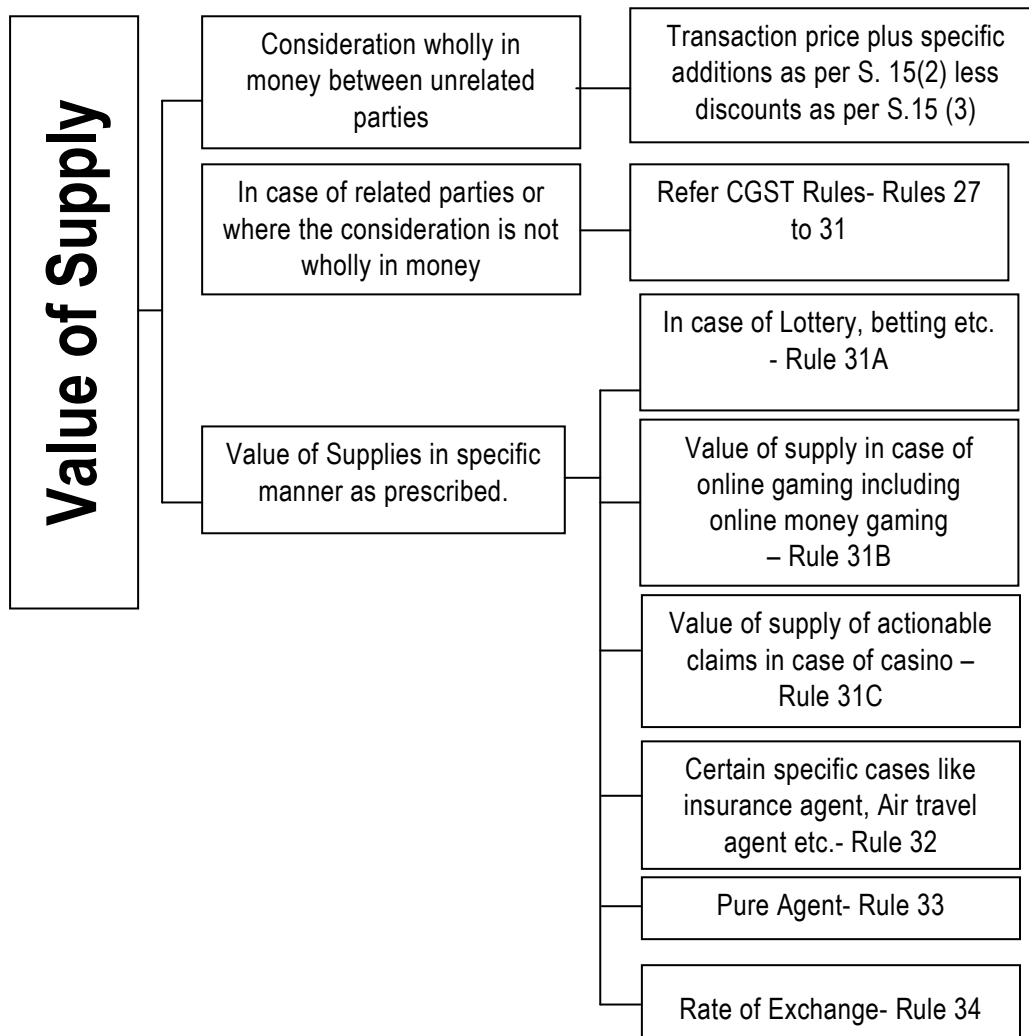 Value of Supply
Consideration wholly in
money between unrelated
parties
Transaction price plus specific
additions as per S. 15(2) less
discounts as per S.15 (3)
In case of related parties or
where the consideration is not
wholly in money
Refer CGST Rules- Rules 27
to 31
Value of Supplies in specific
manner as prescribed.
In case of Lottery, betting etc.
- Rule 31A
Value of supply in case of
online gaming including
online money gaming
– Rule 31B
Value of supply of actionable
claims in case of casino –
Rule 31C
Certain specific cases like
insurance agent, Air travel
agent etc.- Rule 32
Pure Agent- Rule 33
Rate of Exchange- Rule 34